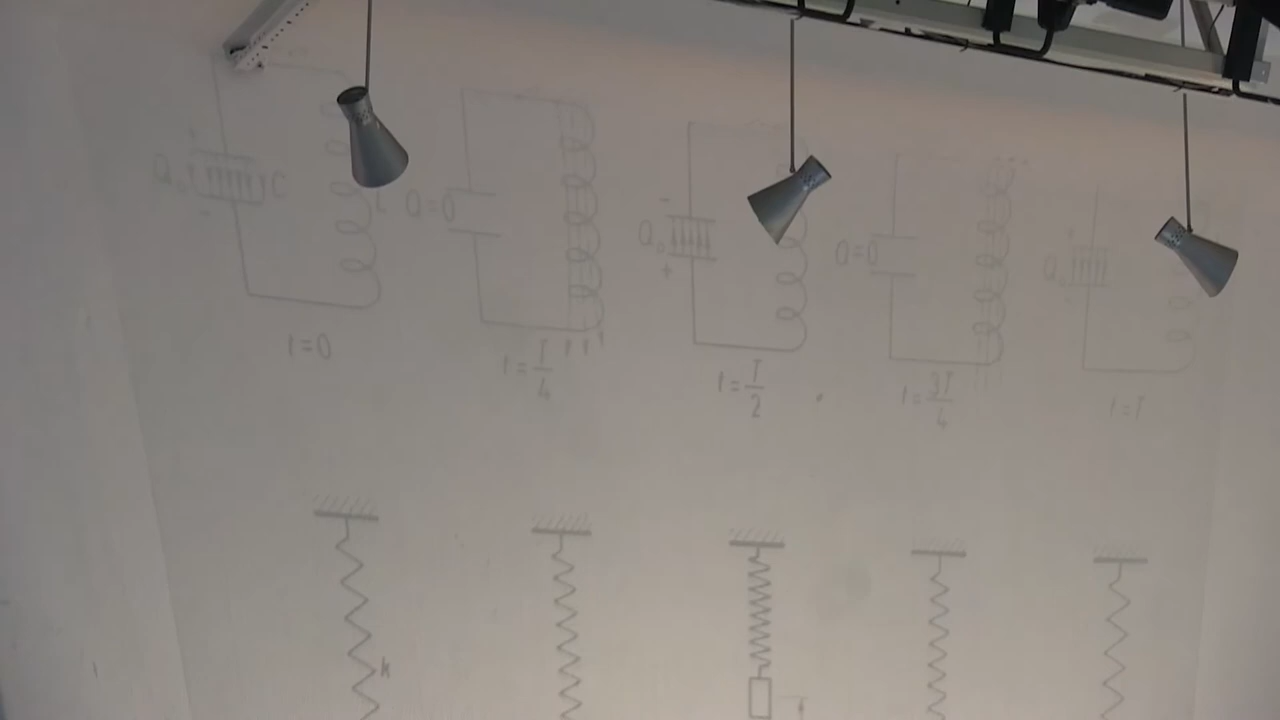 +
Q₀ C
-
L
Q=0
-
Q₀
+
Q=0
Q₀
t=0
t=T/4
t=T/2
t=3T/4
t=T
k